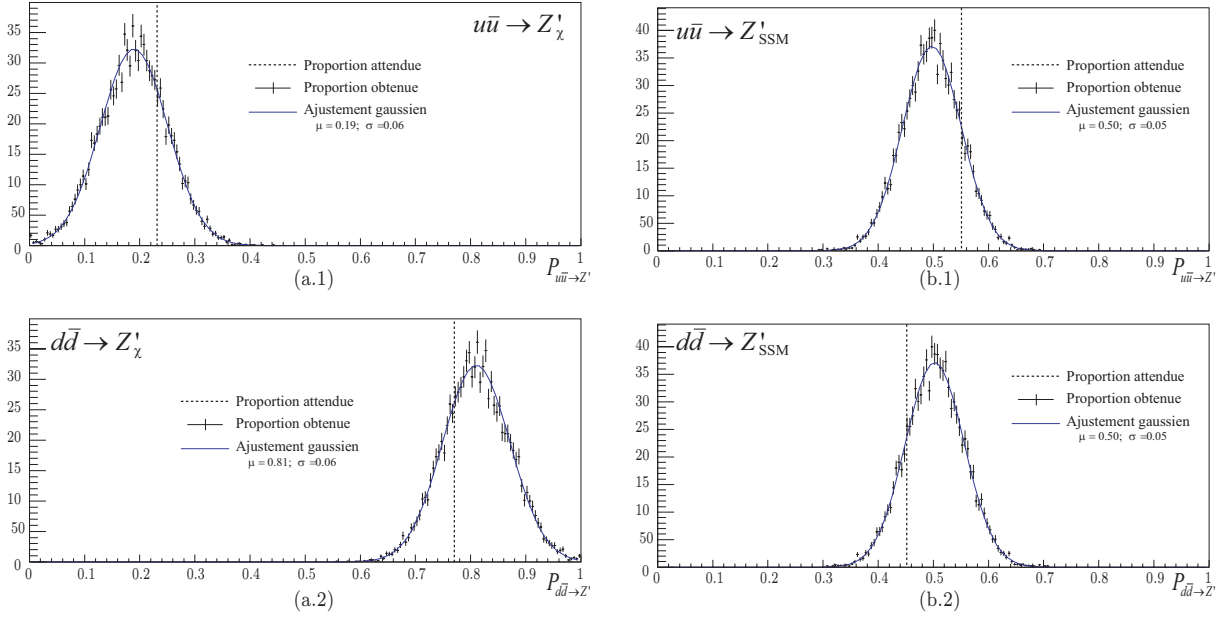 uū → Z'χ
35
30
25
20
15
10
50
0
Proportion attendue
Proportion obtenue
Ajustement gaussien
μ = 0.19; σ =0.06
0 0.1 0.2 0.3 0.4 0.5 0.6 0.7 0.8 0.9 1
P uū→Z'
(a.1)
uū → Z'SSM
40
35
30
25
20
15
10
50
0
Proportion attendue
Proportion obtenue
Ajustement gaussien
μ = 0.50; σ =0.05
0 0.1 0.2 0.3 0.4 0.5 0.6 0.7 0.8 0.9 1
P uū→Z'
(b.1)
dd̄ → Z'χ
35
30
25
20
15
10
50
0
Proportion attendue
Proportion obtenue
Ajustement gaussien
μ = 0.81; σ =0.06
0 0.1 0.2 0.3 0.4 0.5 0.6 0.7 0.8 0.9 1
P dd̄→Z'
(a.2)
dd̄ → Z'SSM
40
35
30
25
20
15
10
50
0
Proportion attendue
Proportion obtenue
Ajustement gaussien
μ = 0.50; σ =0.05
0 0.1 0.2 0.3 0.4 0.5 0.6 0.7 0.8 0.9 1
P dd̄→Z'
(b.2)